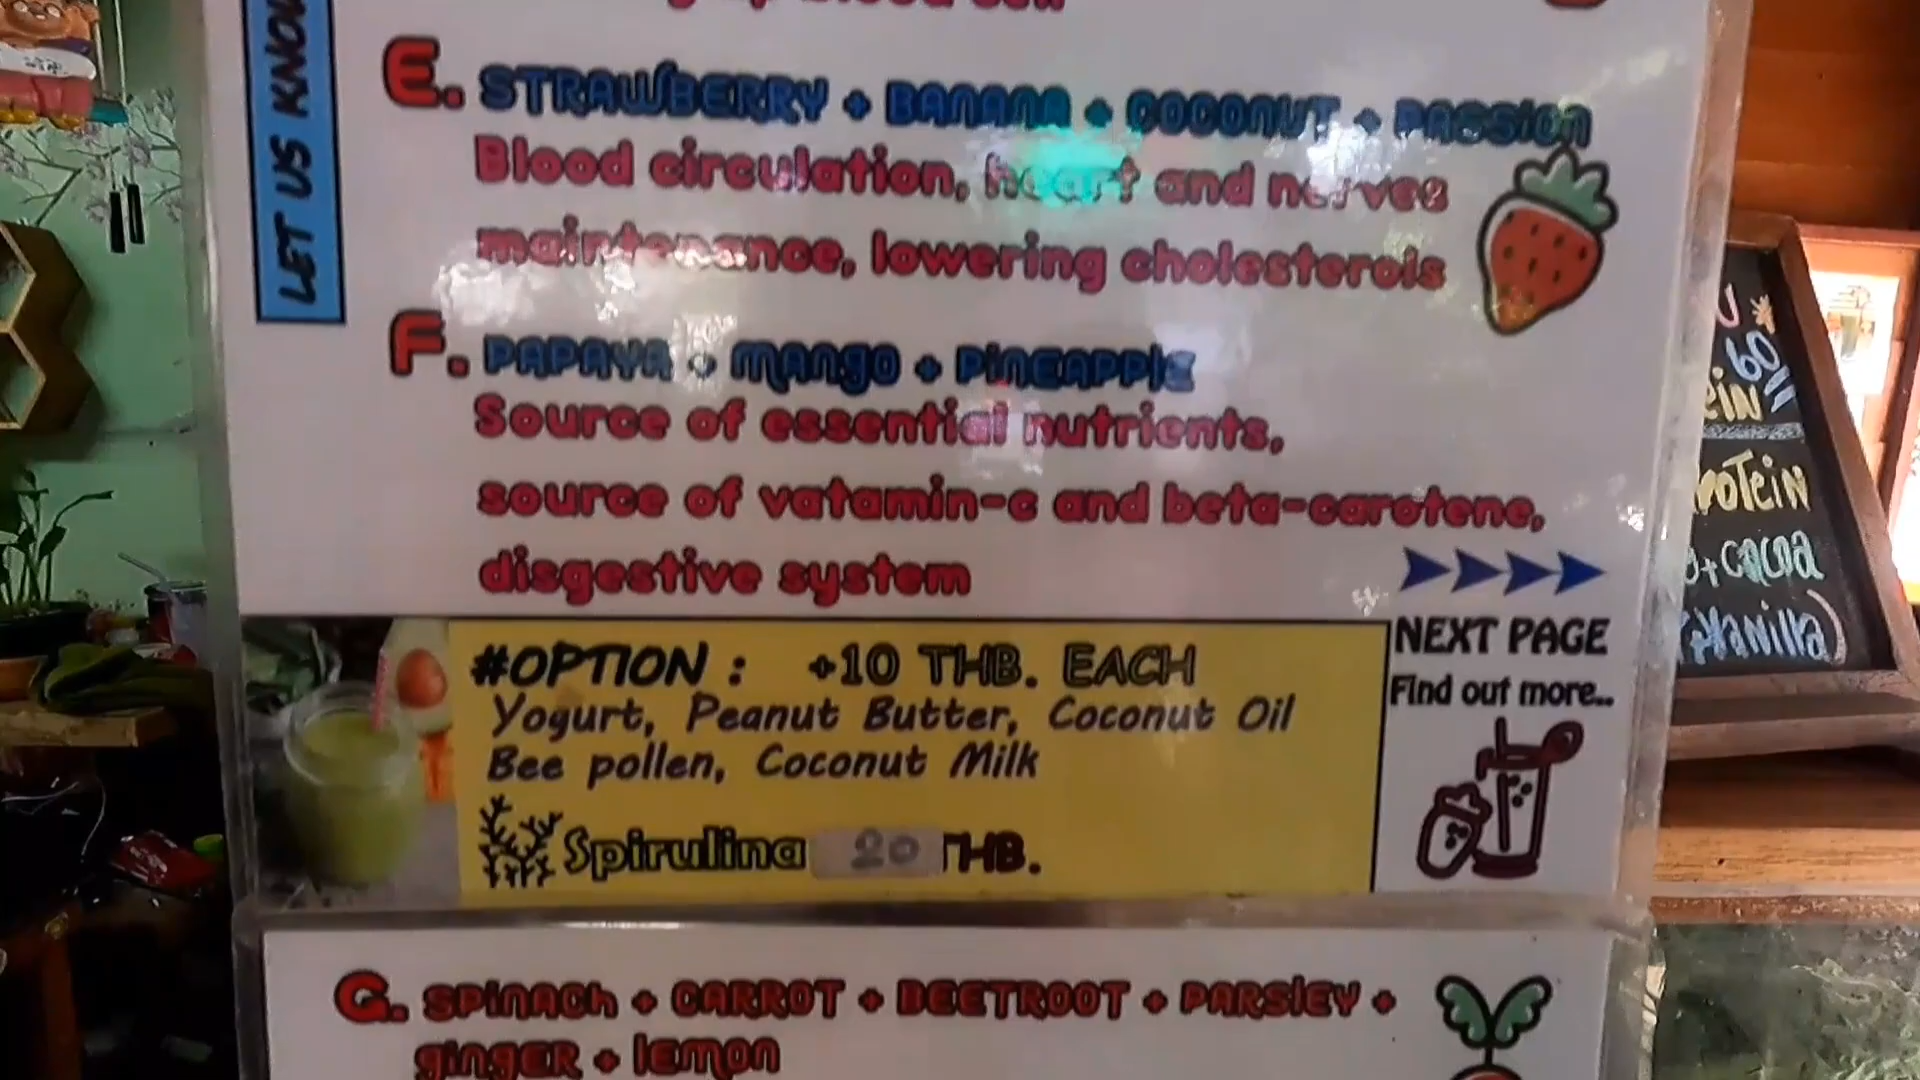 LET US KNOW
E. STRAWBERRY + BANANA + COCONUT + PASSION
Blood circulation, heart and nerves
maintenance, lowering cholesterols
F. PAPAYA + MANGO + PINEAPPLE
Source of essential nutrients,
source of vatamin-c and beta-carotene,
disgestive system
#OPTION : +10 THB. EACH
Yogurt, Peanut Butter, Coconut Oil
Bee pollen, Coconut Milk
Spirulina 20 THB.
NEXT PAGE
Find out more..
G. SPINACH + CARROT + BEETROOT + PARSLEY +
GINGER + LEMON
60
+ cocoa